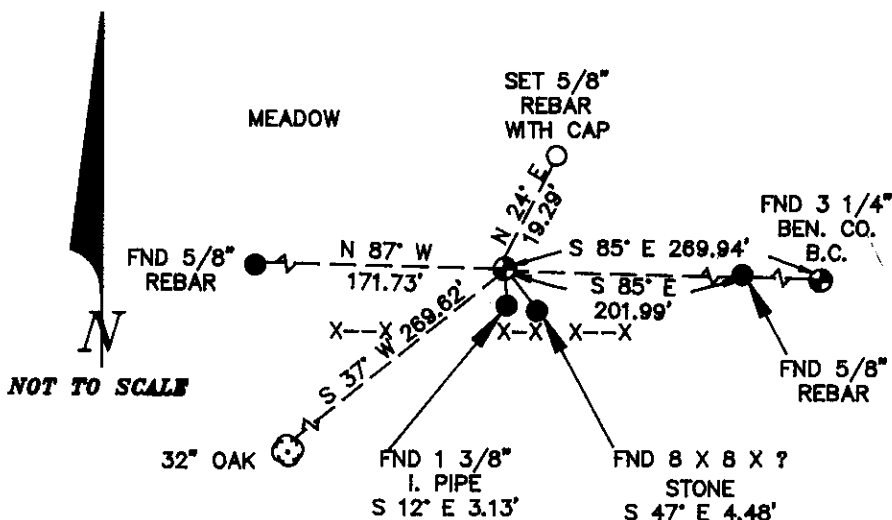 SET 5/8"
REBAR
WITH CAP
MEADOW
N 24° E
19.29'
FND 3 1/4"
BEN. CO.
B.C.
FND 5/8"
REBAR
N 87° W
171.73'
S 85° E 269.94'
S 85° E
201.99'
X---X
X-X
X---X
S 37° W 269.62'
N
NOT TO SCALE
FND 5/8"
REBAR
32" OAK
FND 1 3/8"
I. PIPE
S 12° E 3.13'
FND 8 X 8 X ?
STONE
S 47° E 4.48'